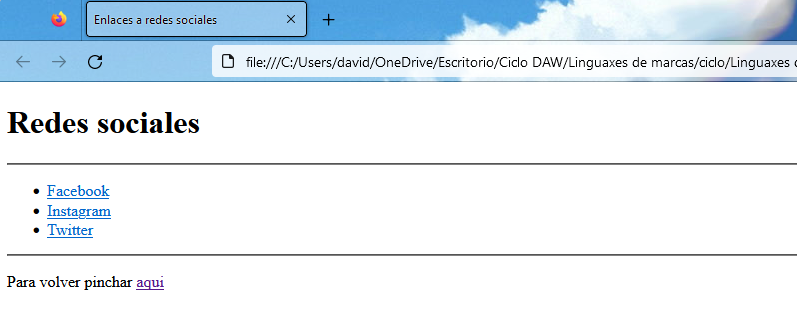 Enlaces a redes sociales
file:///C:/Users/david/OneDrive/Escritorio/Ciclo DAW/Linguaxes de marcas/ciclo/Linguaxes
Redes sociales
Facebook
Instagram
Twitter
Para volver pinchar aqui